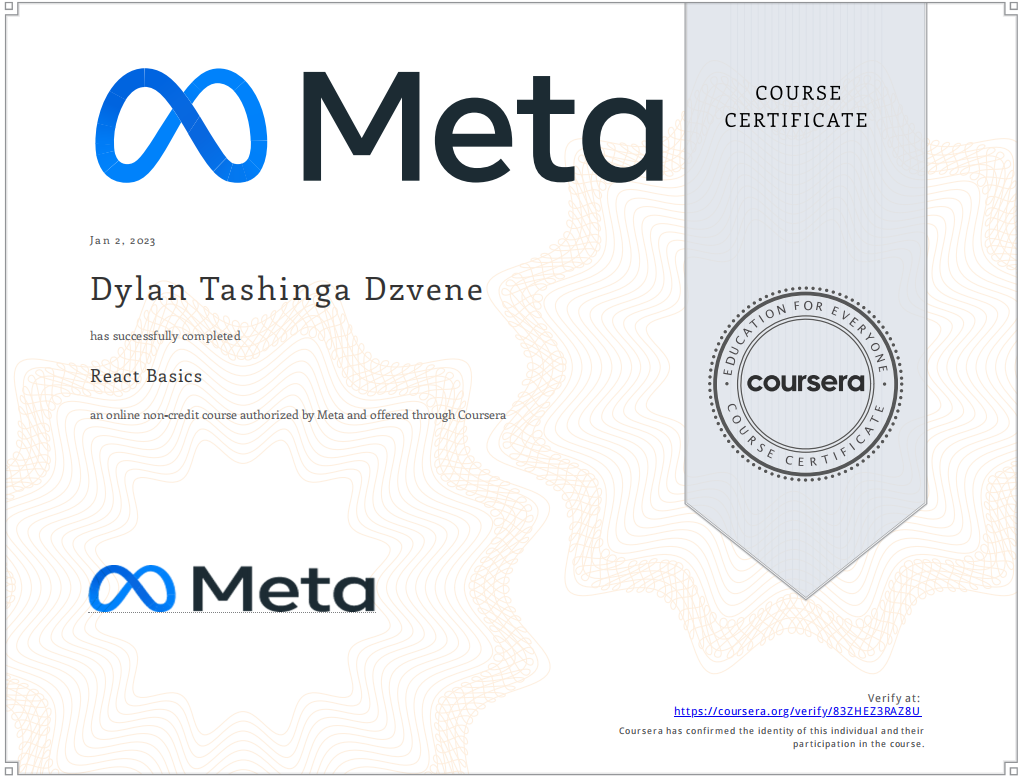 Meta
COURSE
CERTIFICATE
Jan 2, 2023
Dylan Tashinga Dzvene
has successfully completed
React Basics
an online non-credit course authorized by Meta and offered through Coursera
EDUCATION FOR EVERYONE
coursera
COURSE CERTIFICATE
Meta
Verify at:
https://coursera.org/verify/83ZHEZ3RAZ8U
Coursera has confirmed the identity of this individual and their
participation in the course.